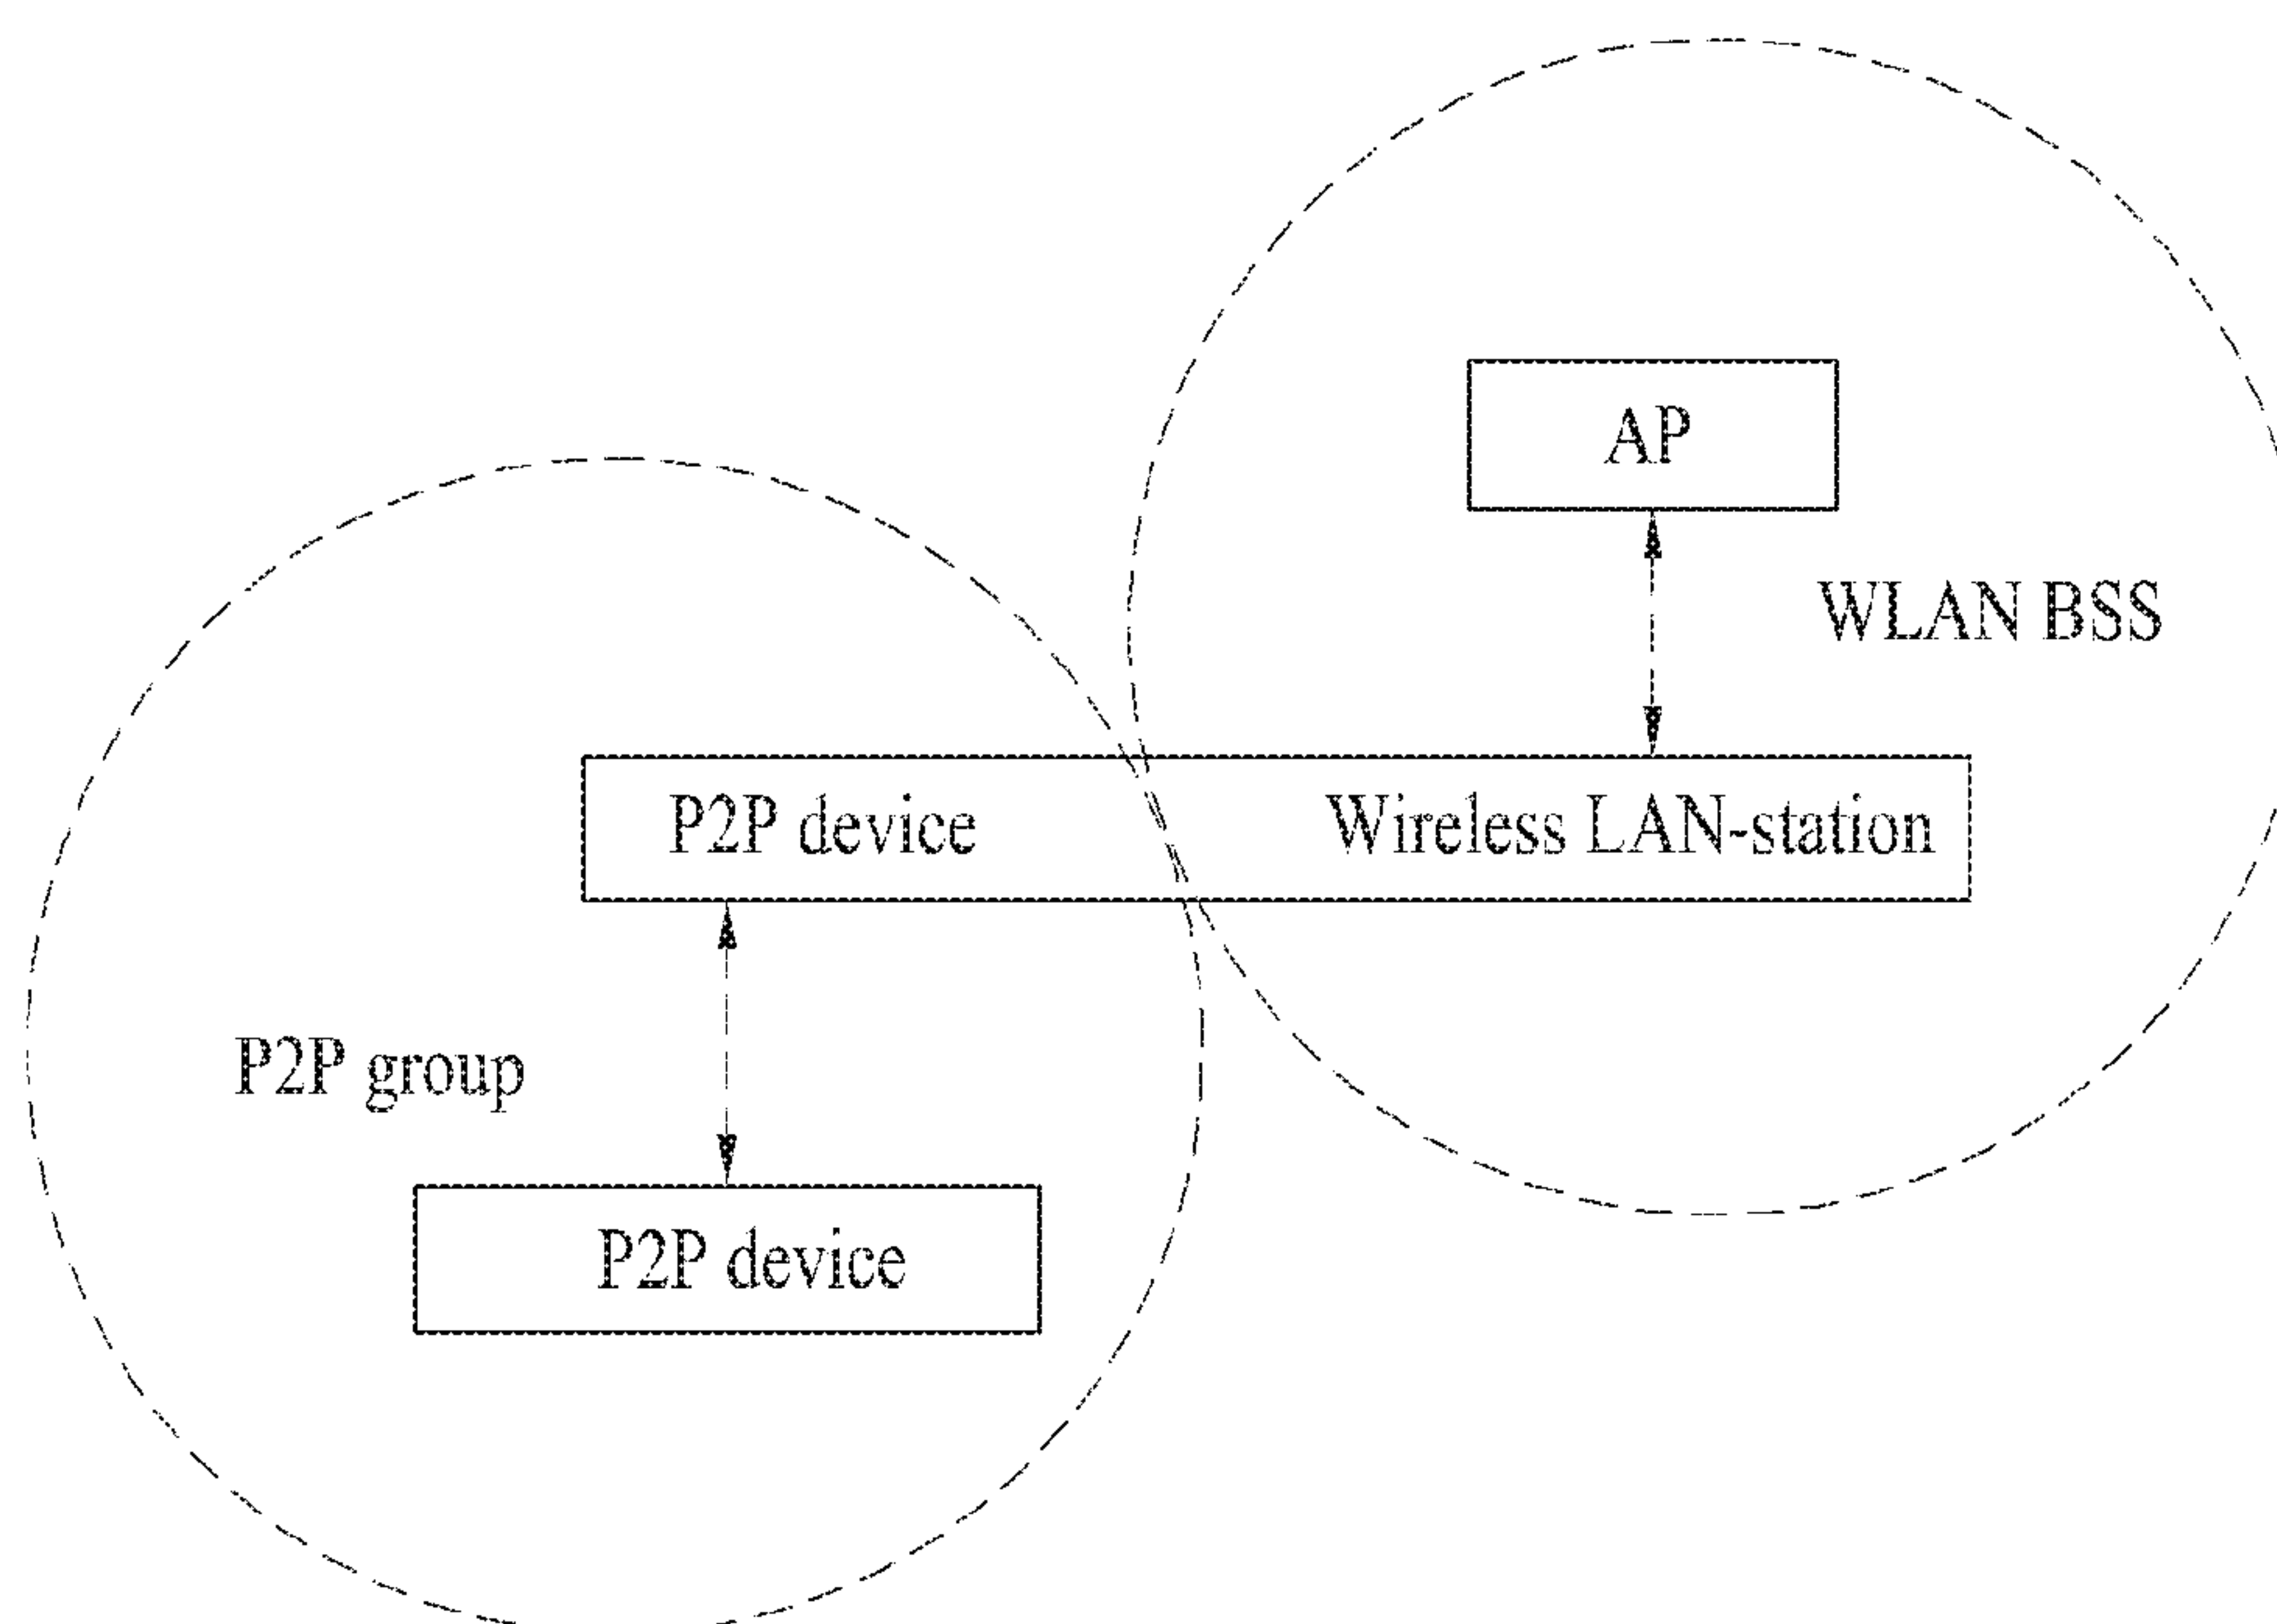 AP
WLAN BSS
P2P device Wireless LAN-station
P2P group
P2P device